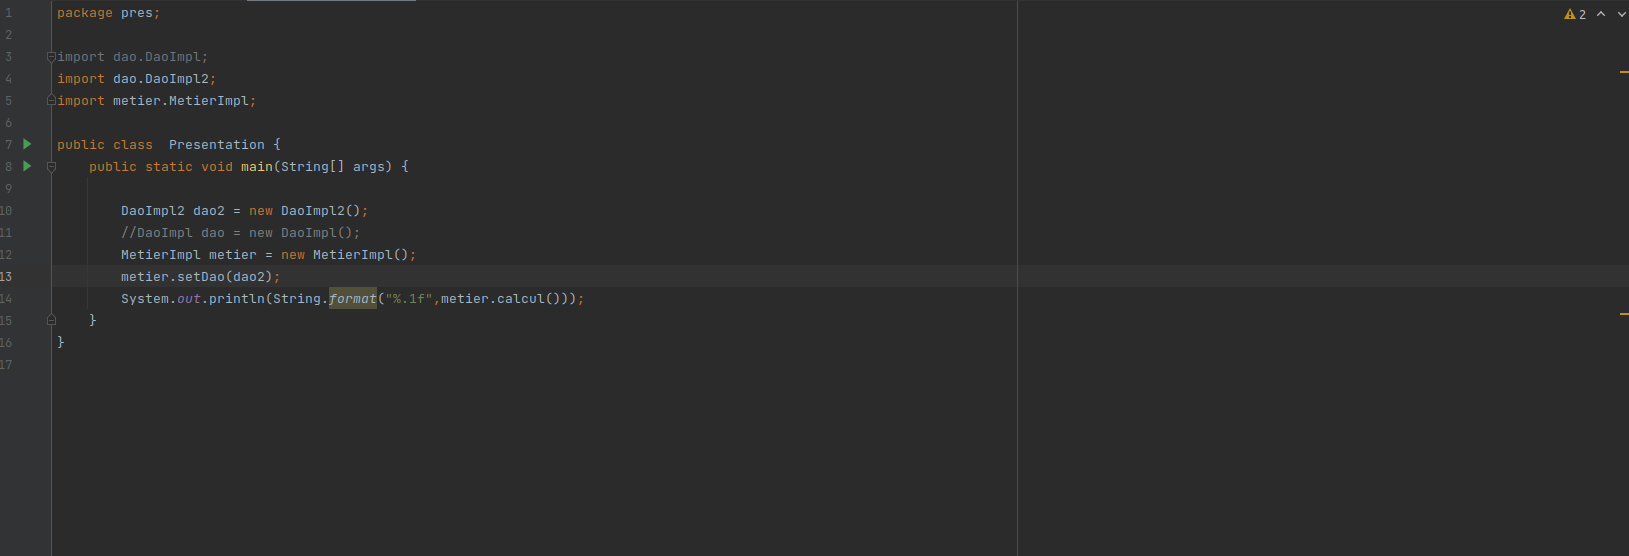 1 package pres;
2
3 import dao.DaoImpl;
4 import dao.DaoImpl2;
5 import metier.MetierImpl;
6
7 public class  Presentation {
8     public static void main(String[] args) {
9
10         DaoImpl2 dao2 = new DaoImpl2();
11         //DaoImpl dao = new DaoImpl();
12         MetierImpl metier = new MetierImpl();
13         metier.setDao(dao2);
14         System.out.println(String.format("%.1f",metier.calcul()));
15     }
16 }
17
2